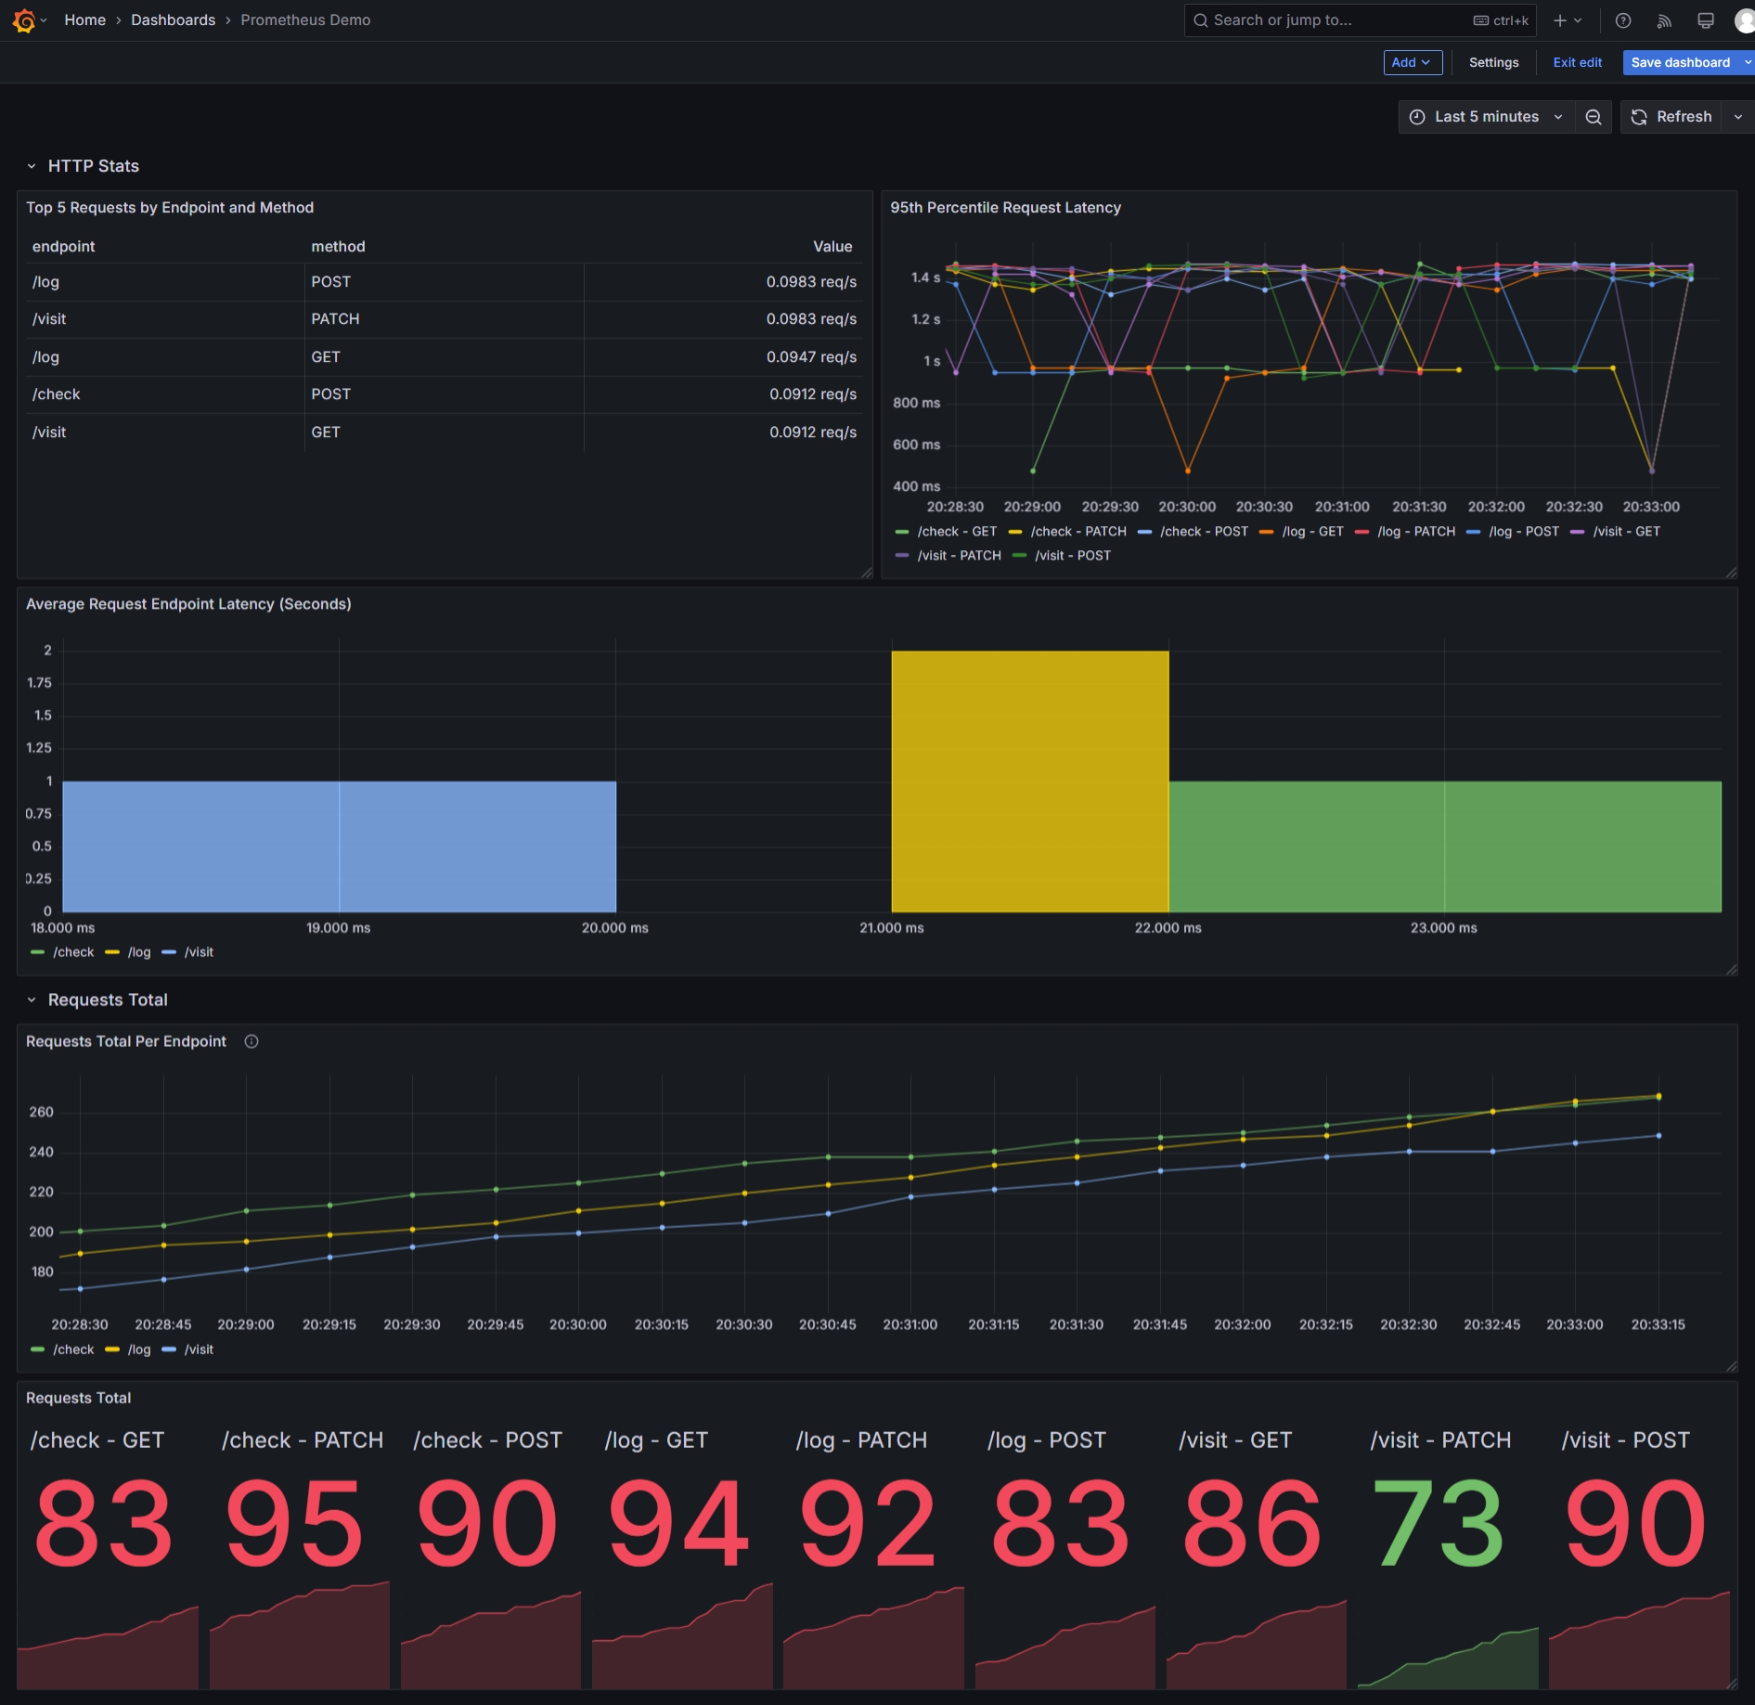 Home › Dashboards › Prometheus Demo
Search or jump to... ctrl+k
Add Settings Exit edit Save dashboard
Last 5 minutes Refresh
HTTP Stats
Top 5 Requests by Endpoint and Method
endpoint method Value
/log POST 0.0983 req/s
/visit PATCH 0.0983 req/s
/log GET 0.0947 req/s
/check POST 0.0912 req/s
/visit GET 0.0912 req/s
95th Percentile Request Latency
1.4 s
1.2 s
1 s
800 ms
600 ms
400 ms
20:28:30 20:29:00 20:29:30 20:30:00 20:30:30 20:31:00 20:31:30 20:32:00 20:32:30 20:33:00
/check - GET /check - PATCH /check - POST /log - GET /log - PATCH /log - POST /visit - GET
/visit - PATCH /visit - POST
Average Request Endpoint Latency (Seconds)
2
1.75
1.5
1.25
1
0.75
0.5
0.25
0
18.000 ms 19.000 ms 20.000 ms 21.000 ms 22.000 ms 23.000 ms
/check /log /visit
Requests Total
Requests Total Per Endpoint
260
240
220
200
180
20:28:30 20:28:45 20:29:00 20:29:15 20:29:30 20:29:45 20:30:00 20:30:15 20:30:30 20:30:45 20:31:00 20:31:15 20:31:30 20:31:45 20:32:00 20:32:15 20:32:30 20:32:45 20:33:00 20:33:15
/check /log /visit
Requests Total
/check - GET /check - PATCH /check - POST /log - GET /log - PATCH /log - POST /visit - GET /visit - PATCH /visit - POST
83 95 90 94 92 83 86 73 90